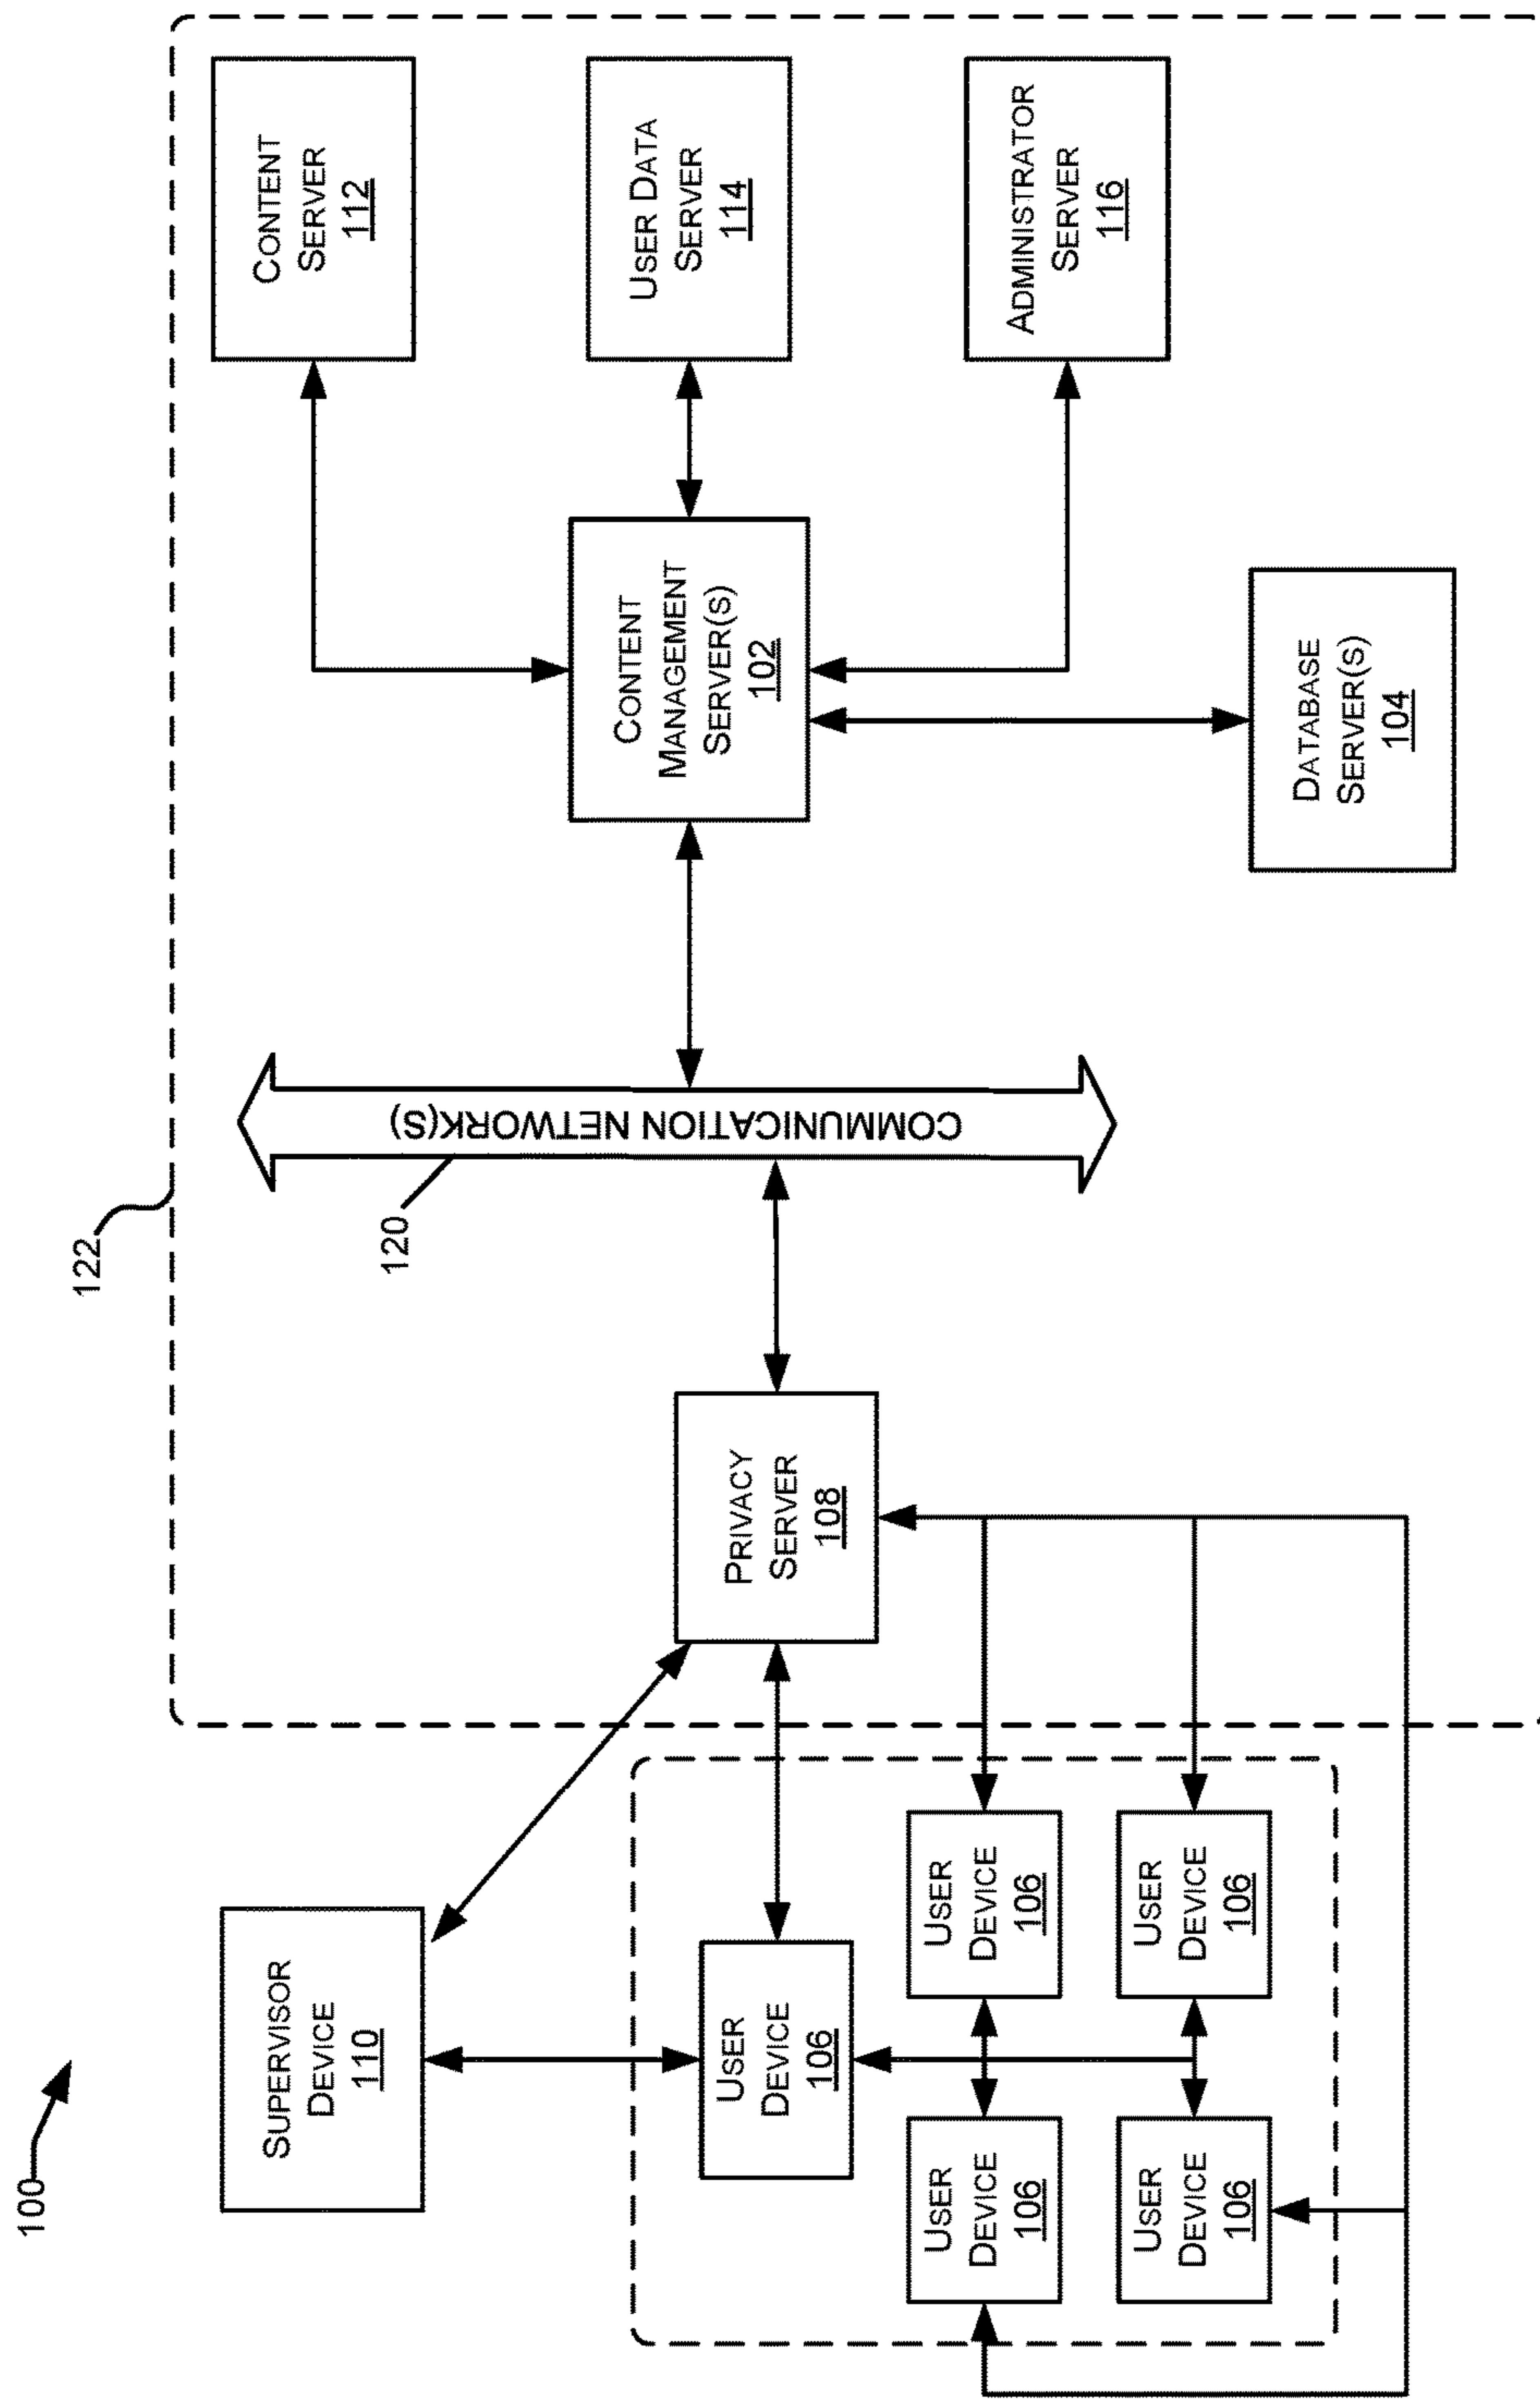 100
SUPERVISOR
DEVICE
110
USER
DEVICE
106
USER
DEVICE
106
USER
DEVICE
106
USER
DEVICE
106
USER
DEVICE
106
122
PRIVACY
SERVER
108
120
COMMUNICATION NETWORK(S)
CONTENT
MANAGEMENT
SERVER(S)
102
DATABASE
SERVER(S)
104
CONTENT
SERVER
112
USER DATA
SERVER
114
ADMINISTRATOR
SERVER
116